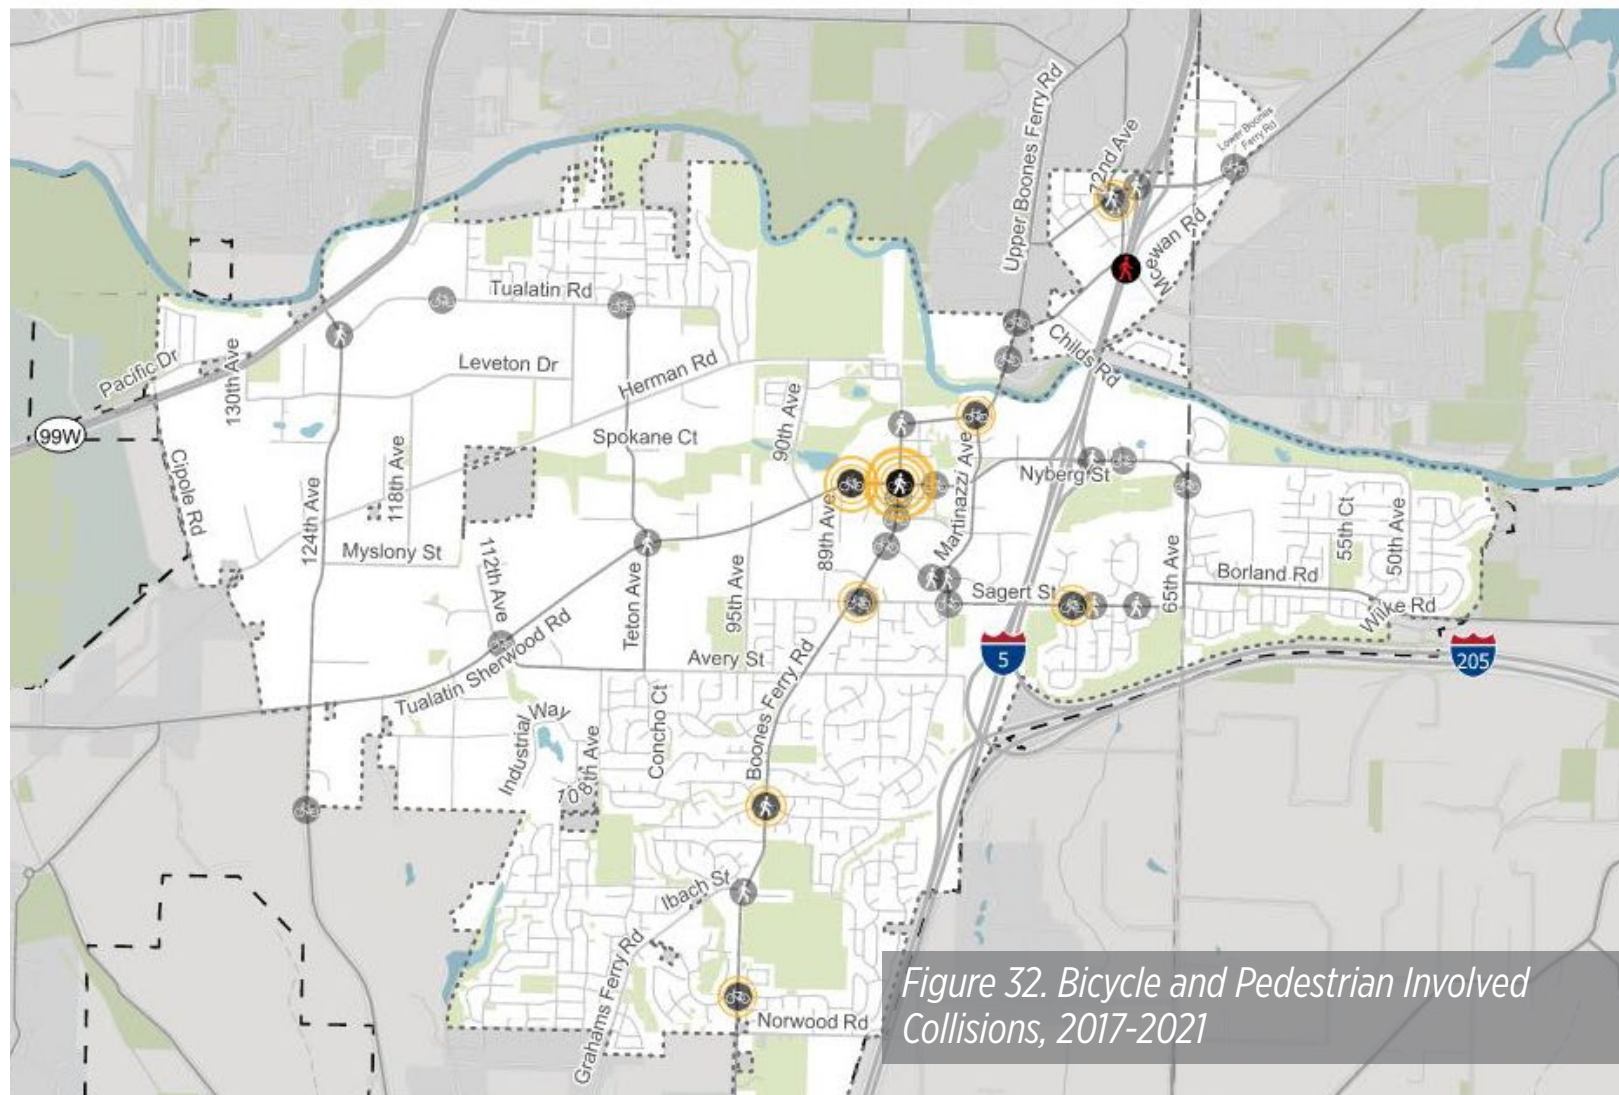 Upper Boones Ferry Rd
72nd Ave
Lower Boones
Ferry Rd
McEwan Rd
Tualatin Rd
Pacific Dr
130th Ave
Leveton Dr
Herman Rd
Childs Rd
99W
Cipole Rd
124th Ave
118th Ave
Spokane Ct
90th Ave
Martinazzi Ave
Nyberg St
Myslony St
112th Ave
89th Ave
55th Ct
50th Ave
Borland Rd
Teton Ave
95th Ave
Sagert St
65th Ave
Wilke Rd
Tualatin Sherwood Rd
Avery St
5
205
Industrial Way
108th Ave
Concho Ct
Boones Ferry Rd
Ibach St
Grahams Ferry Rd
Norwood Rd
Figure 32. Bicycle and Pedestrian Involved
Collisions, 2017-2021